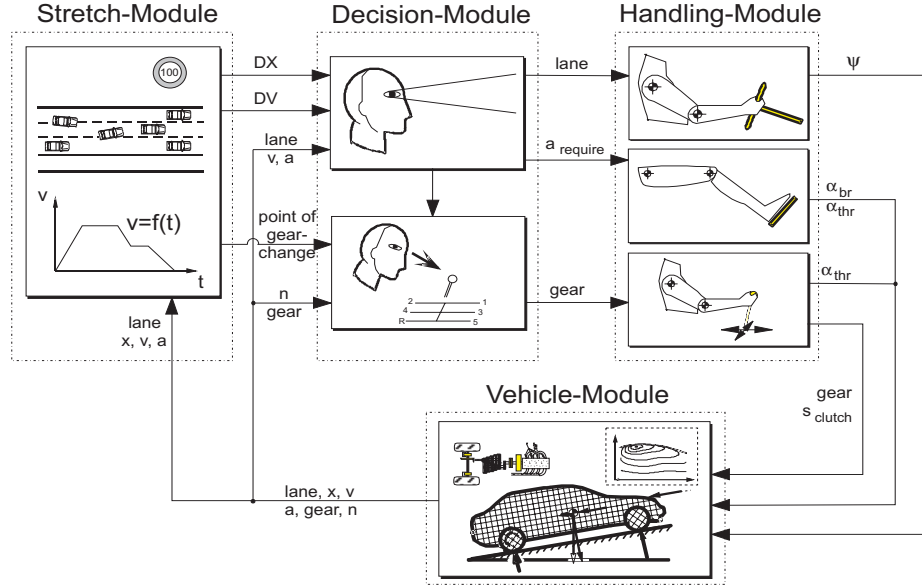 Stretch-Module
Decision-Module
Handling-Module
100
DX
DV
lane
v, a
v
v=f(t)
t
point of
gear-
change
n
gear
lane
x, v, a
2 1
4 3
R 5
lane
a require
gear
ψ
α br
α thr
α thr
gear
s clutch
Vehicle-Module
lane, x, v
a, gear, n